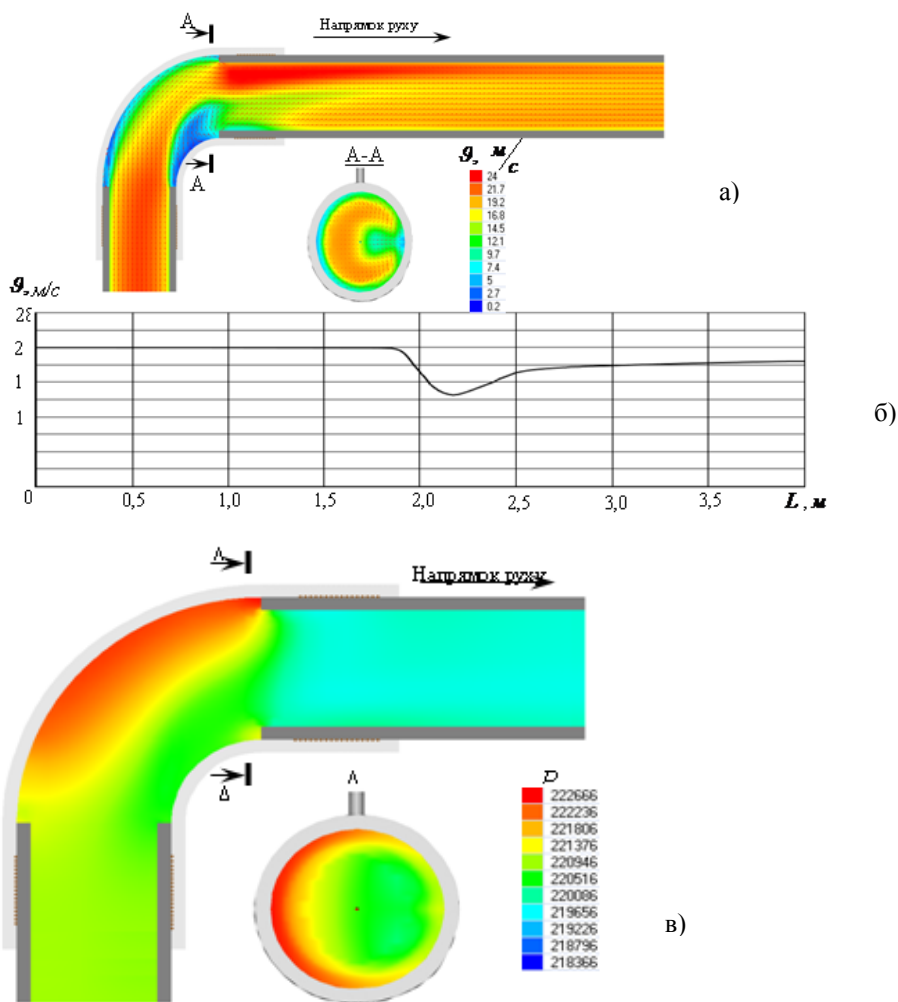 А
Напрямок руху
А
А-А
ϑ, м/с
24
21.7
19.2
16.8
14.5
12.1
9.7
7.4
5
2.7
0.2
а)
ϑ, м/с
28
2
1
1
0
0,5
1,0
1,5
2,0
2,5
3,0
3,5
L, м
б)
А
Напрямок руху
А
А
P
222666
222236
221806
221376
220946
220516
220086
219656
219226
218796
218366
в)